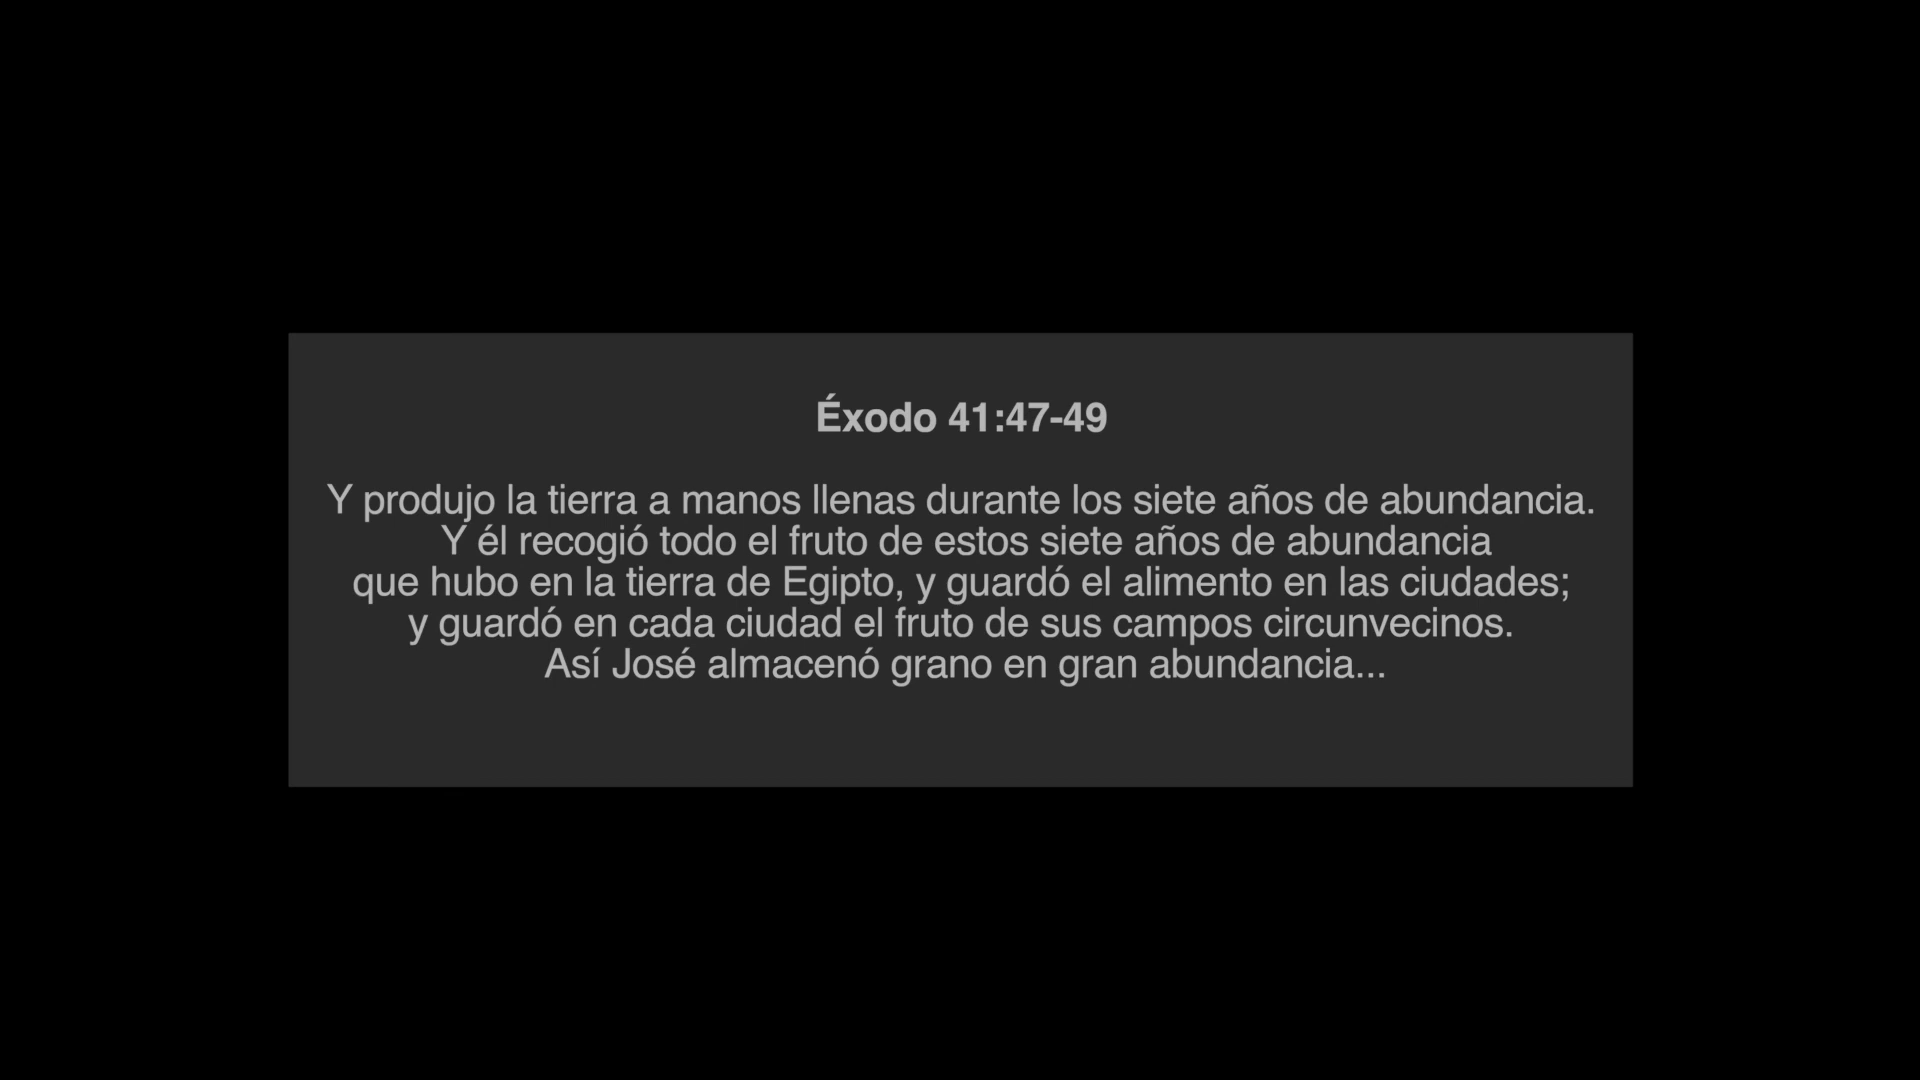 Éxodo 41:47-49
Y produjo la tierra a manos llenas durante los siete años de abundancia.
Y él recogió todo el fruto de estos siete años de abundancia
que hubo en la tierra de Egipto, y guardó el alimento en las ciudades;
y guardó en cada ciudad el fruto de sus campos circunvecinos.
Así José almacenó grano en gran abundancia...